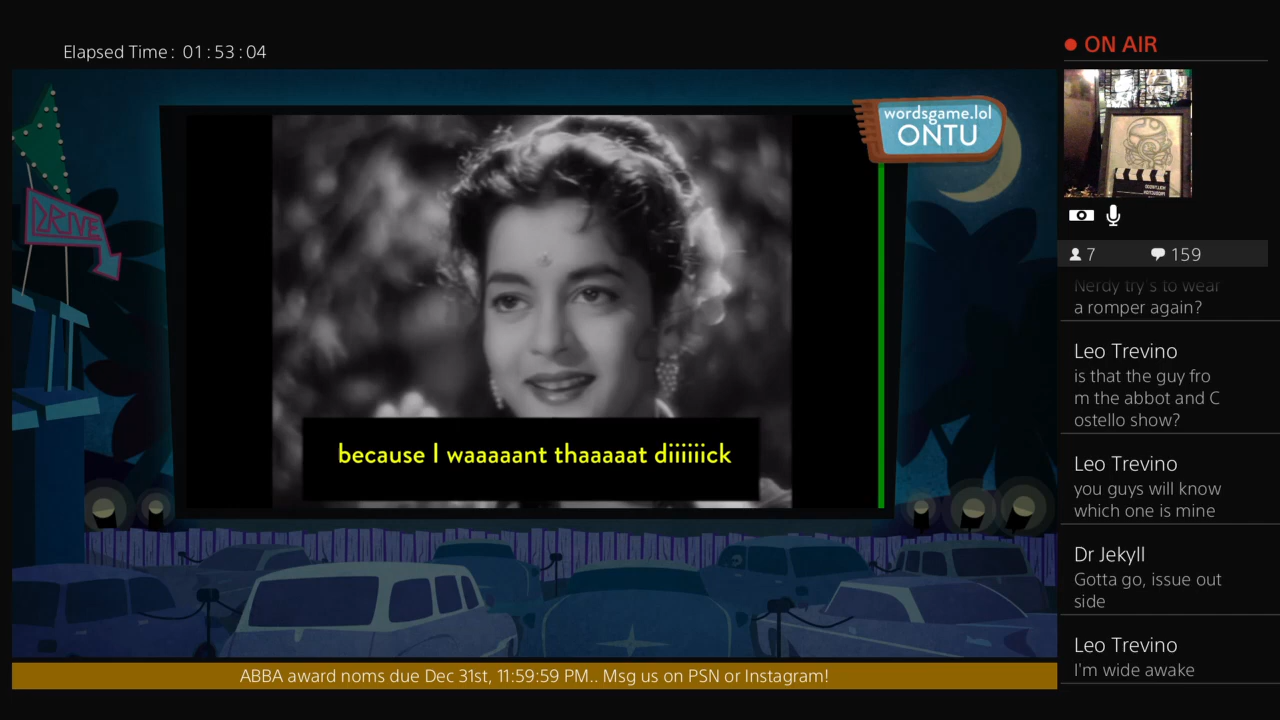 Elapsed Time: 01:53:04
ON AIR
wordsgame.lol
ONTU
DRIVE
7
159
Nerdy try's to wear
a romper again?
Leo Trevino
is that the guy fro
m the abbot and C
ostello show?
Leo Trevino
you guys will know
which one is mine
Dr Jekyll
Gotta go, issue out
side
Leo Trevino
I'm wide awake
because I waaaaant thaaaaat diiiiiick
ABBA award noms due Dec 31st, 11:59:59 PM.. Msg us on PSN or Instagram!